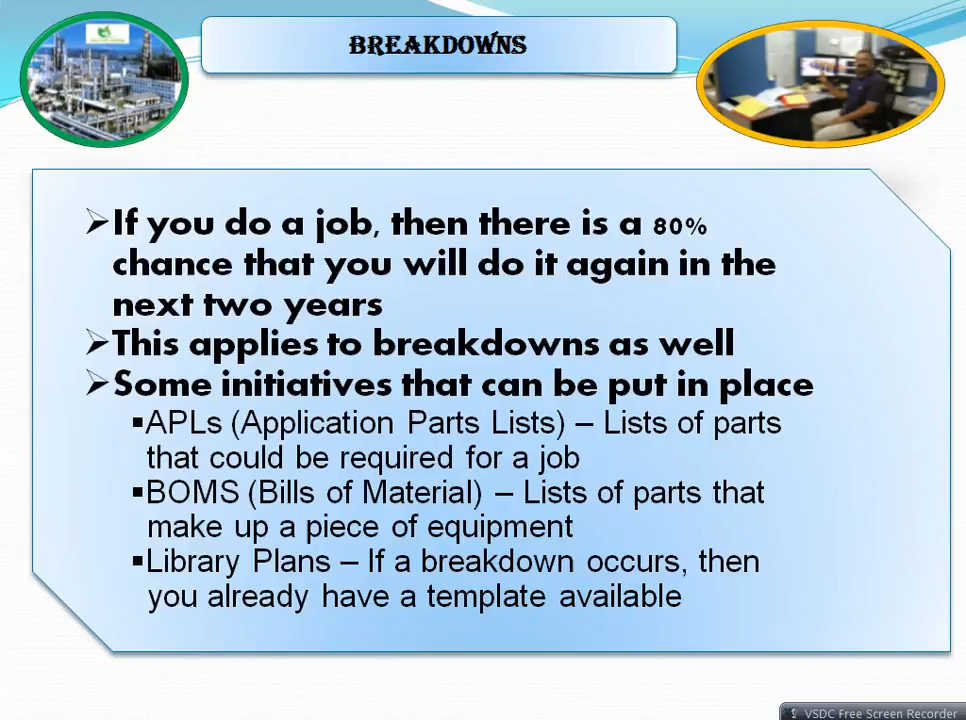 BREAKDOWNS
➢If you do a job, then there is a 80%
chance that you will do it again in the
next two years
➢This applies to breakdowns as well
➢Some initiatives that can be put in place
▪APLs (Application Parts Lists) – Lists of parts
that could be required for a job
▪BOMS (Bills of Material) – Lists of parts that
make up a piece of equipment
▪Library Plans – If a breakdown occurs, then
you already have a template available
VSDC Free Screen Recorder